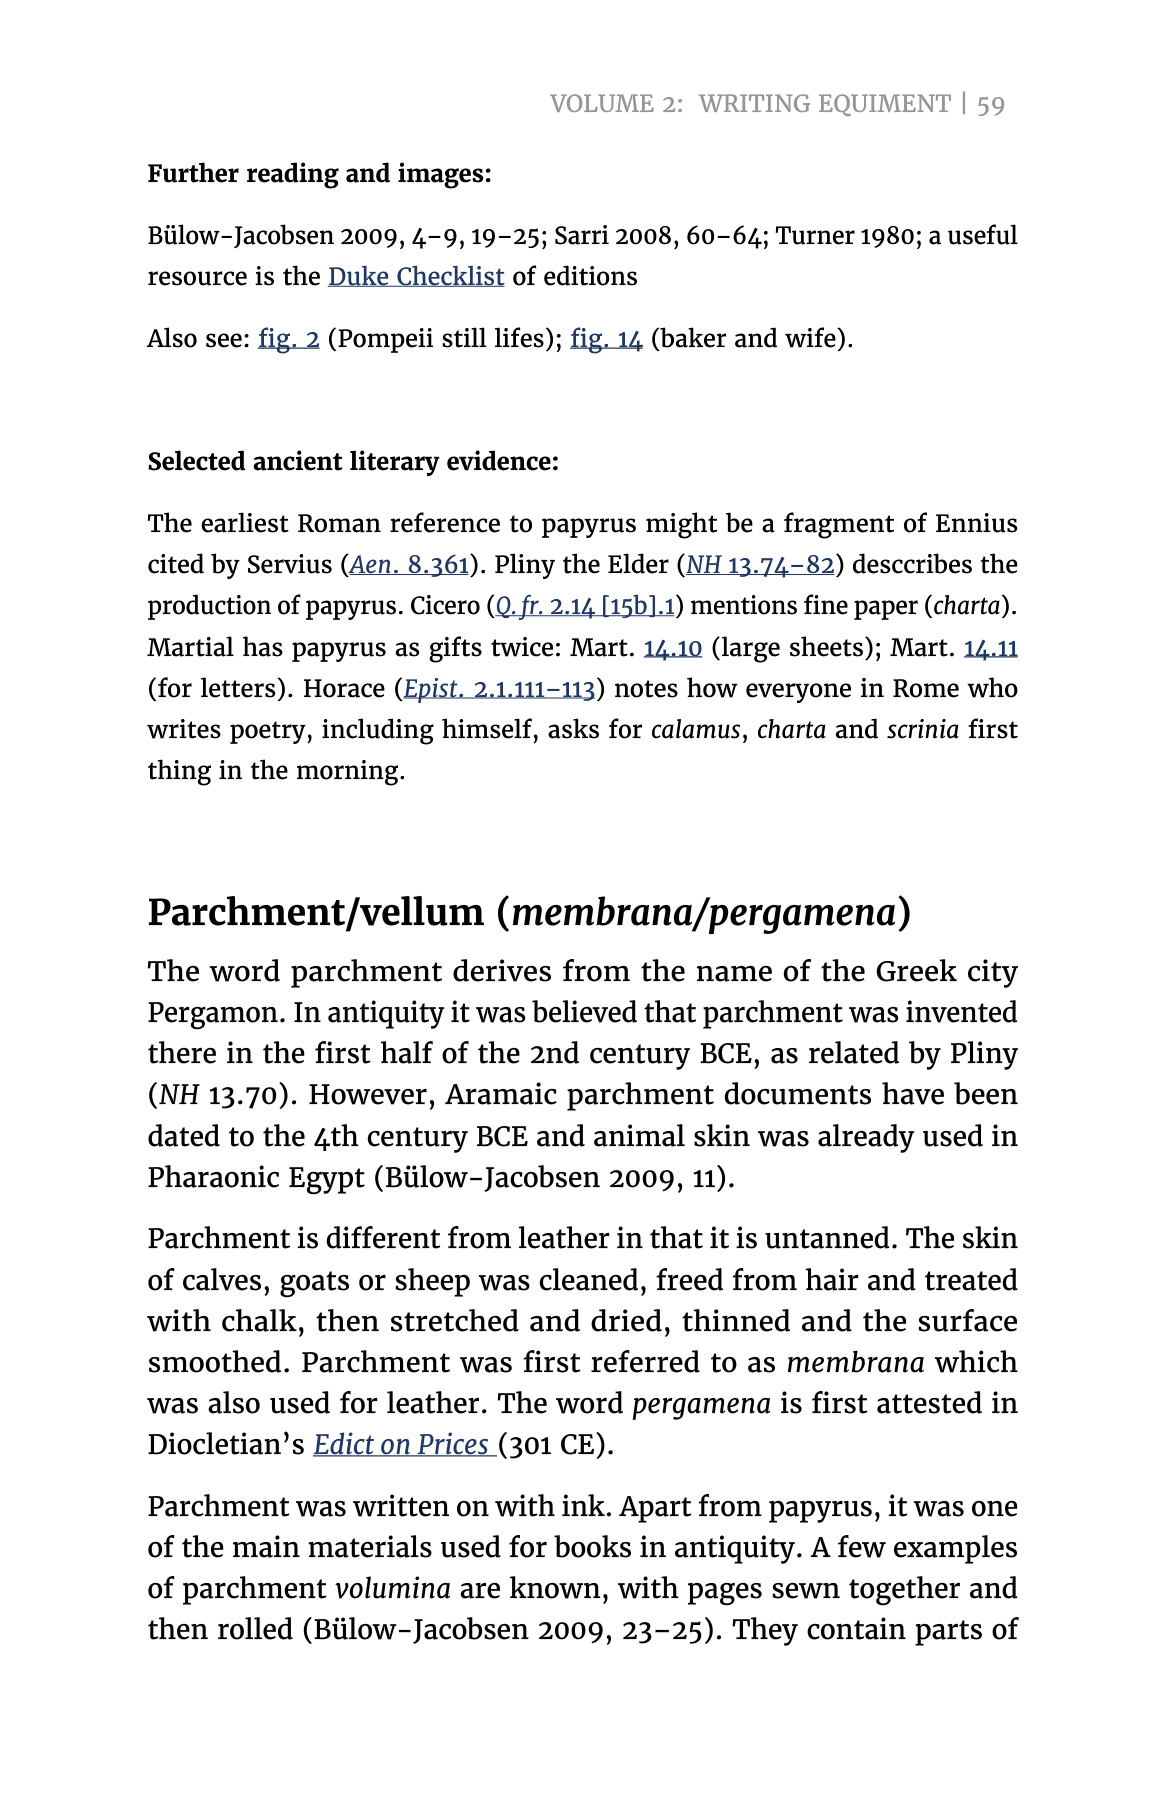 VOLUME 2: WRITING EQUIMENT | 59
Further reading and images:
Bülow-Jacobsen 2009, 4–9, 19–25; Sarri 2008, 60–64; Turner 1980; a useful
resource is the Duke Checklist of editions
Also see: fig. 2 (Pompeii still lifes); fig. 14 (baker and wife).
Selected ancient literary evidence:
The earliest Roman reference to papyrus might be a fragment of Ennius
cited by Servius (Aen. 8.361). Pliny the Elder (NH 13.74–82) desccribes the
production of papyrus. Cicero (Q. fr. 2.14 [15b].1) mentions fine paper (charta).
Martial has papyrus as gifts twice: Mart. 14.10 (large sheets); Mart. 14.11
(for letters). Horace (Epist. 2.1.111–113) notes how everyone in Rome who
writes poetry, including himself, asks for calamus, charta and scrinia first
thing in the morning.
Parchment/vellum (membrana/pergamena)
The word parchment derives from the name of the Greek city
Pergamon. In antiquity it was believed that parchment was invented
there in the first half of the 2nd century BCE, as related by Pliny
(NH 13.70). However, Aramaic parchment documents have been
dated to the 4th century BCE and animal skin was already used in
Pharaonic Egypt (Bülow-Jacobsen 2009, 11).
Parchment is different from leather in that it is untanned. The skin
of calves, goats or sheep was cleaned, freed from hair and treated
with chalk, then stretched and dried, thinned and the surface
smoothed. Parchment was first referred to as membrana which
was also used for leather. The word pergamena is first attested in
Diocletian’s Edict on Prices (301 CE).
Parchment was written on with ink. Apart from papyrus, it was one
of the main materials used for books in antiquity. A few examples
of parchment volumina are known, with pages sewn together and
then rolled (Bülow-Jacobsen 2009, 23–25). They contain parts of